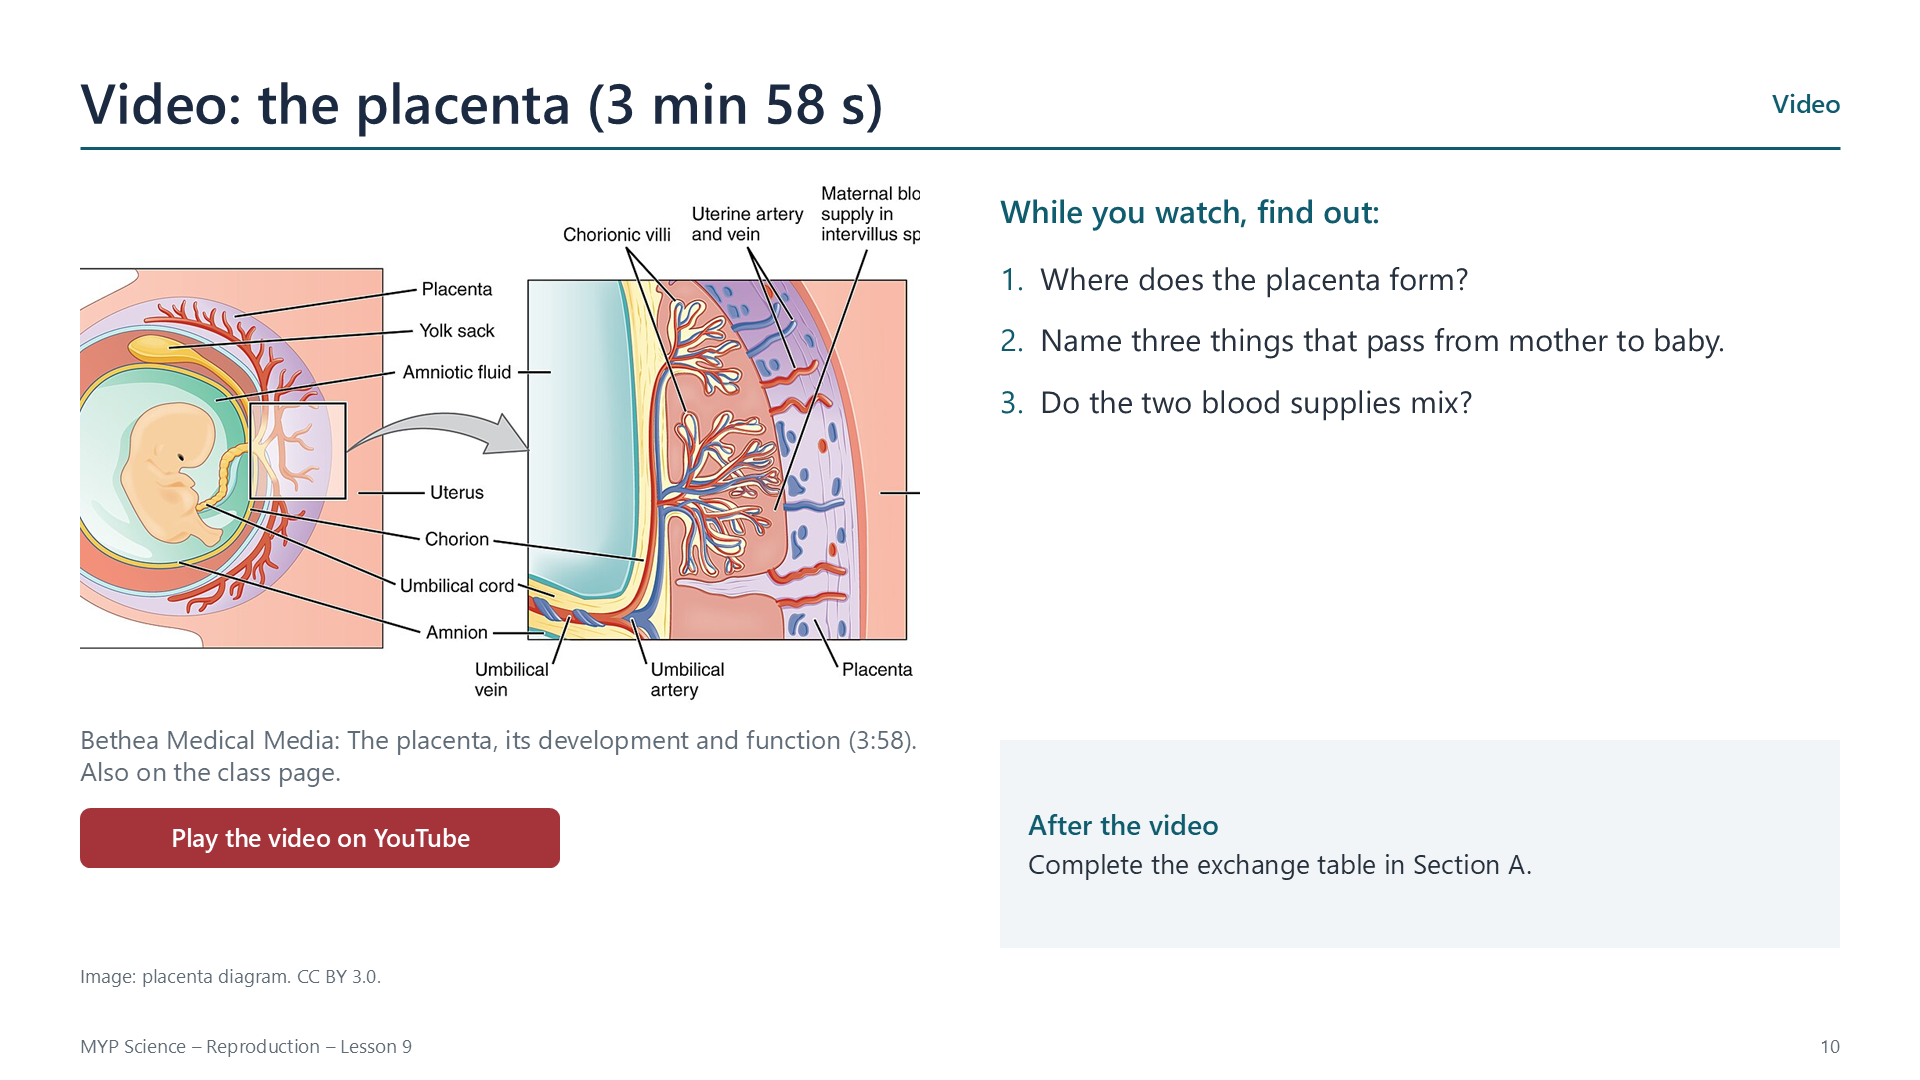 Video: the placenta (3 min 58 s)
Video
Maternal blo
supply in
intervillus sp
Uterine artery
and vein
Chorionic villi
Placenta
Yolk sack
Amniotic fluid
Uterus
Chorion
Umbilical cord
Amnion
Umbilical
vein
Umbilical
artery
Placenta
Bethea Medical Media: The placenta, its development and function (3:58).
Also on the class page.
Play the video on YouTube
Image: placenta diagram. CC BY 3.0.
While you watch, find out:
1. Where does the placenta form?
2. Name three things that pass from mother to baby.
3. Do the two blood supplies mix?
After the video
Complete the exchange table in Section A.
MYP Science – Reproduction – Lesson 9
10